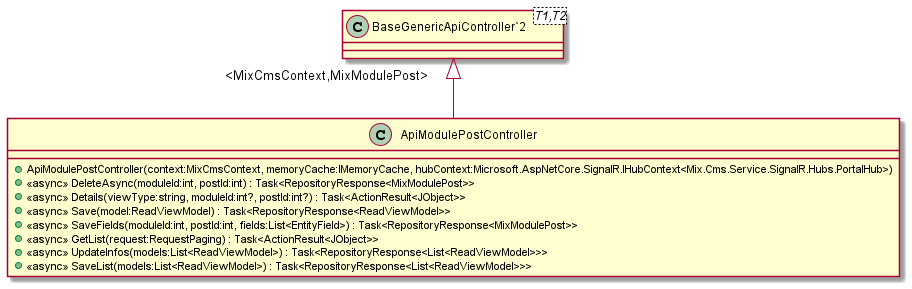 T1,T2
C BaseGenericApiController`2
<MixCmsContext,MixModulePost>
C ApiModulePostController
ApiModulePostController(context:MixCmsContext, memoryCache:IMemoryCache, hubContext:Microsoft.AspNetCore.SignalR.IHubContext<Mix.Cms.Service.SignalR.Hubs.PortalHub>)
«async» DeleteAsync(moduleId:int, postId:int) : Task<RepositoryResponse<MixModulePost>>
«async» Details(viewType:string, moduleId:int?, postId:int?) : Task<ActionResult<JObject>>
«async» Save(model:ReadViewModel) : Task<RepositoryResponse<ReadViewModel>>
«async» SaveFields(moduleId:int, postId:int, fields:List<EntityField>) : Task<RepositoryResponse<MixModulePost>>
«async» GetList(request:RequestPaging) : Task<ActionResult<JObject>>
«async» UpdateInfos(models:List<ReadViewModel>) : Task<RepositoryResponse<List<ReadViewModel>>>
«async» SaveList(models:List<ReadViewModel>) : Task<RepositoryResponse<List<ReadViewModel>>>